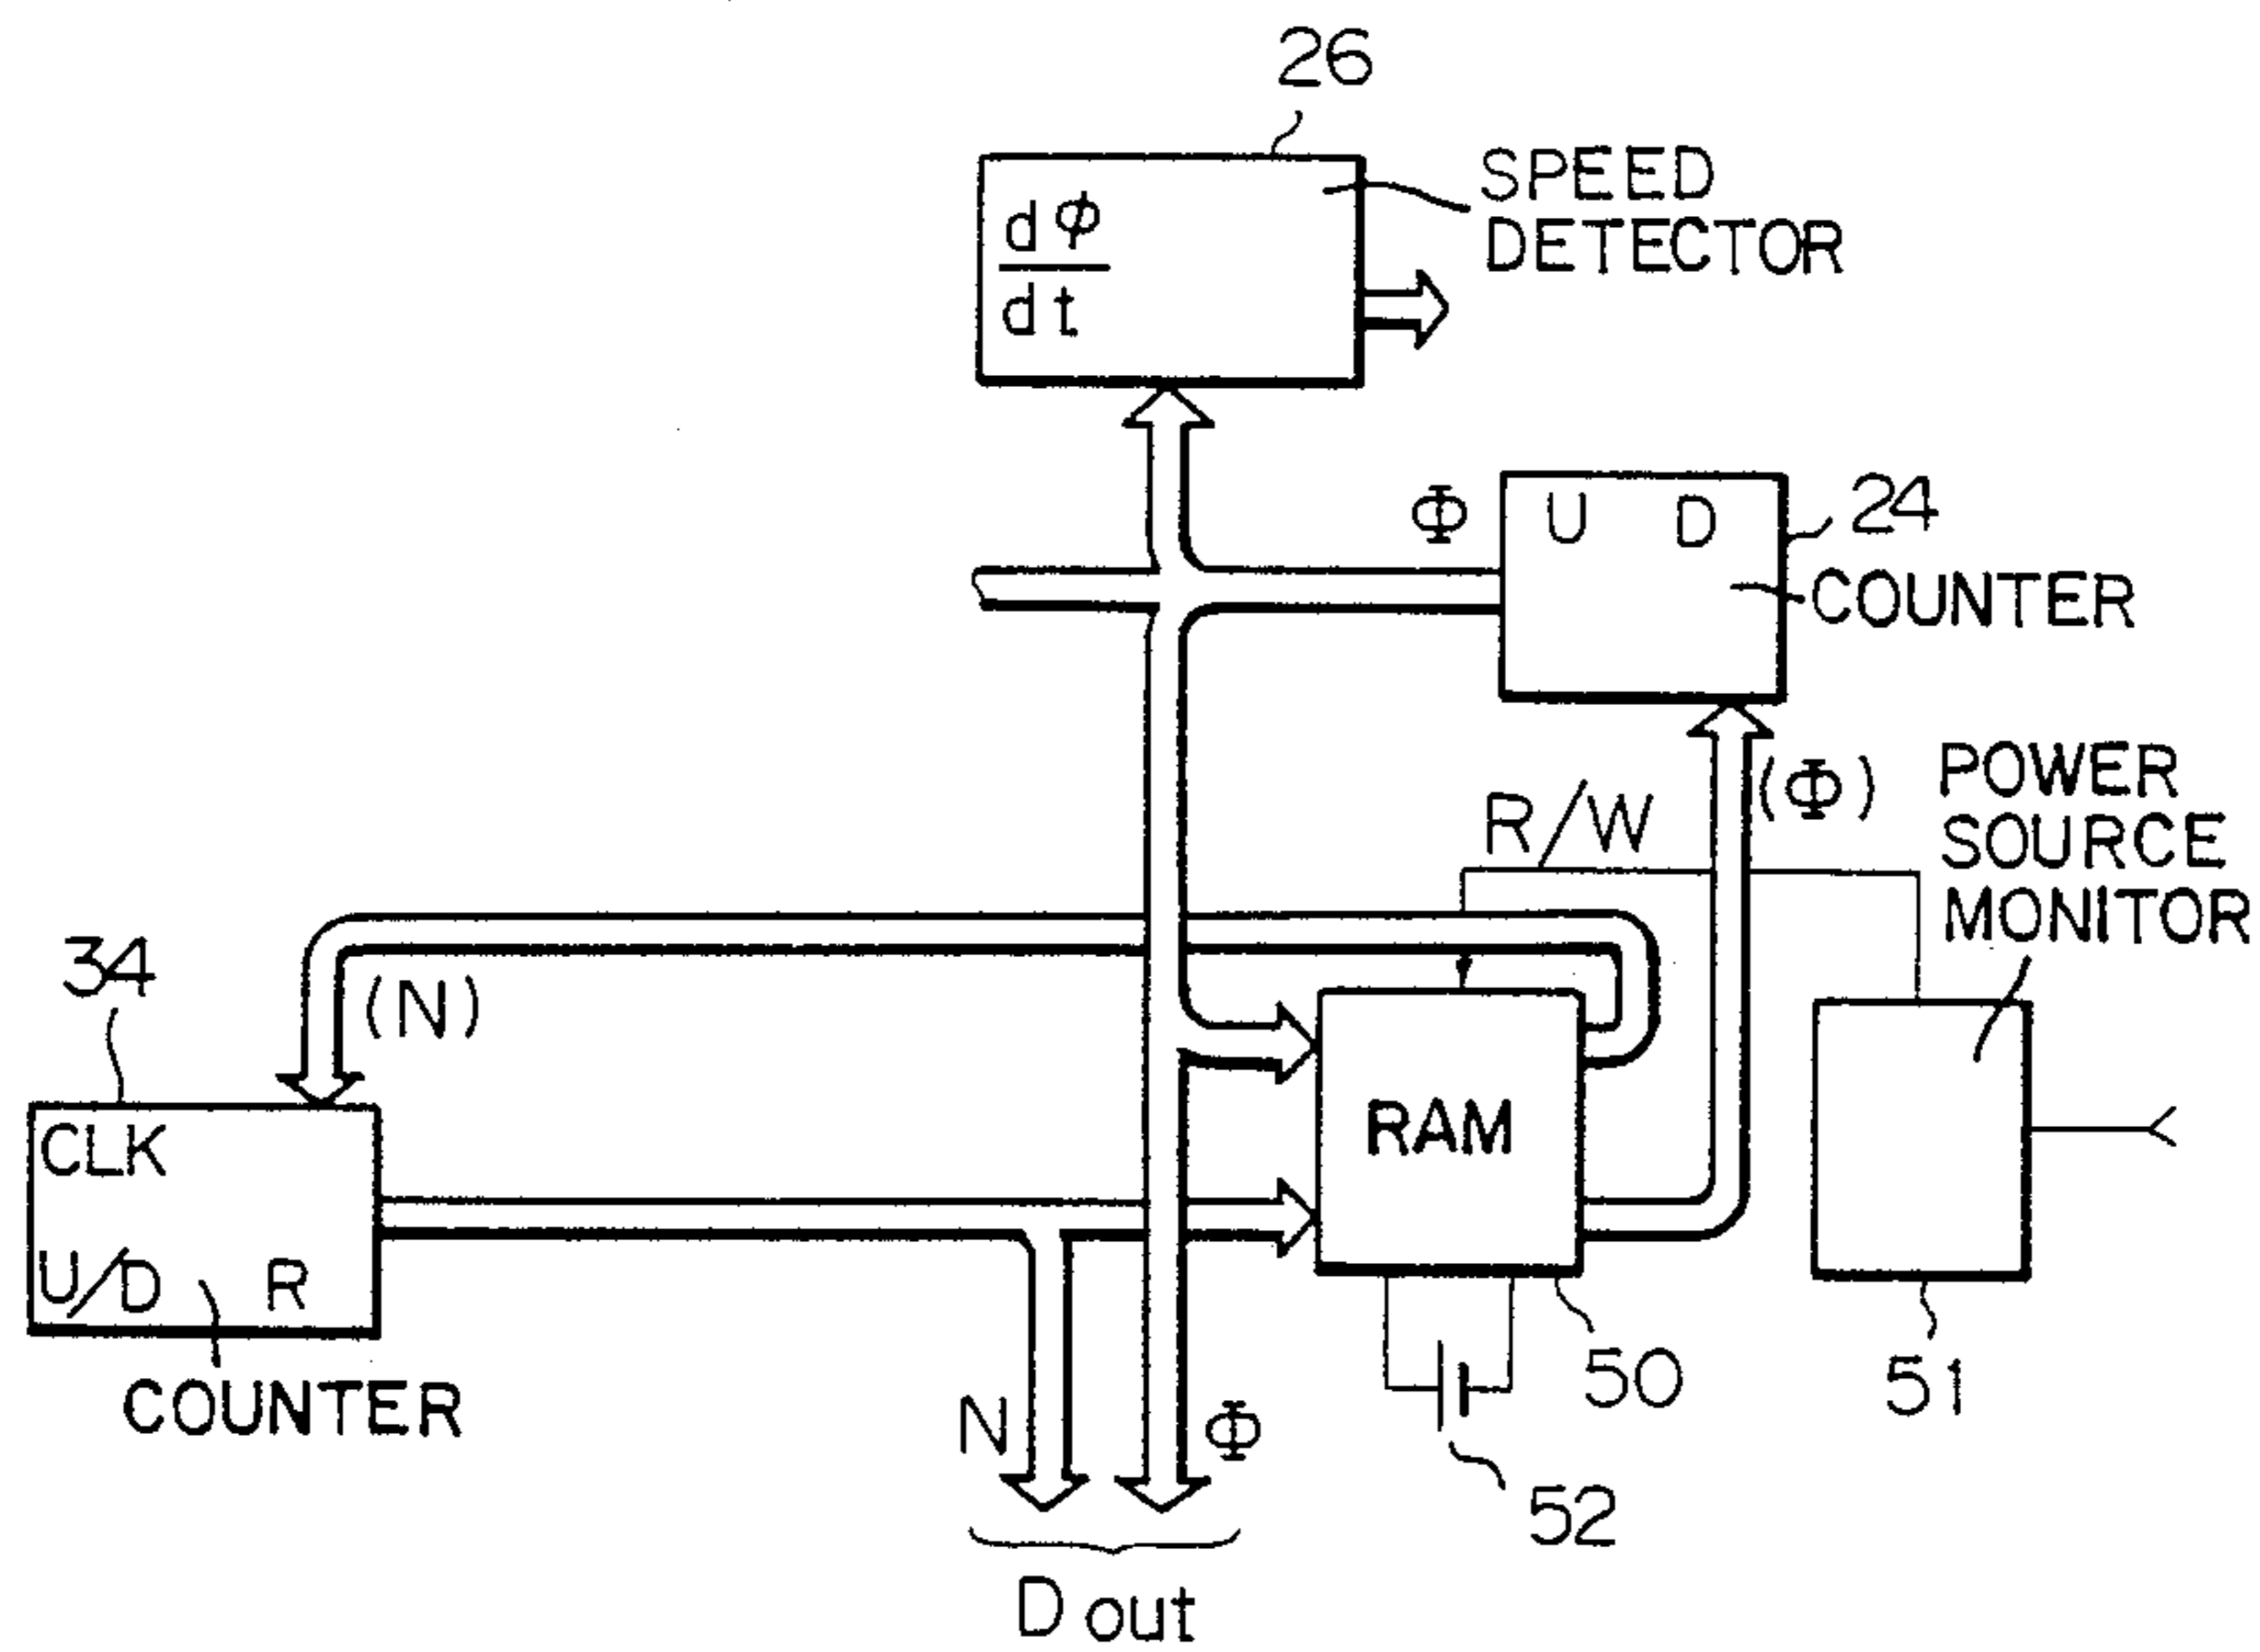 26
SPEED
DETECTOR
dϕ
dt
Φ
U D
24
COUNTER
(Φ)
POWER
SOURCE
MONITOR
R/W
34
(N)
CLK
RAM
U/D R
COUNTER
N
Φ
50
51
52
D out